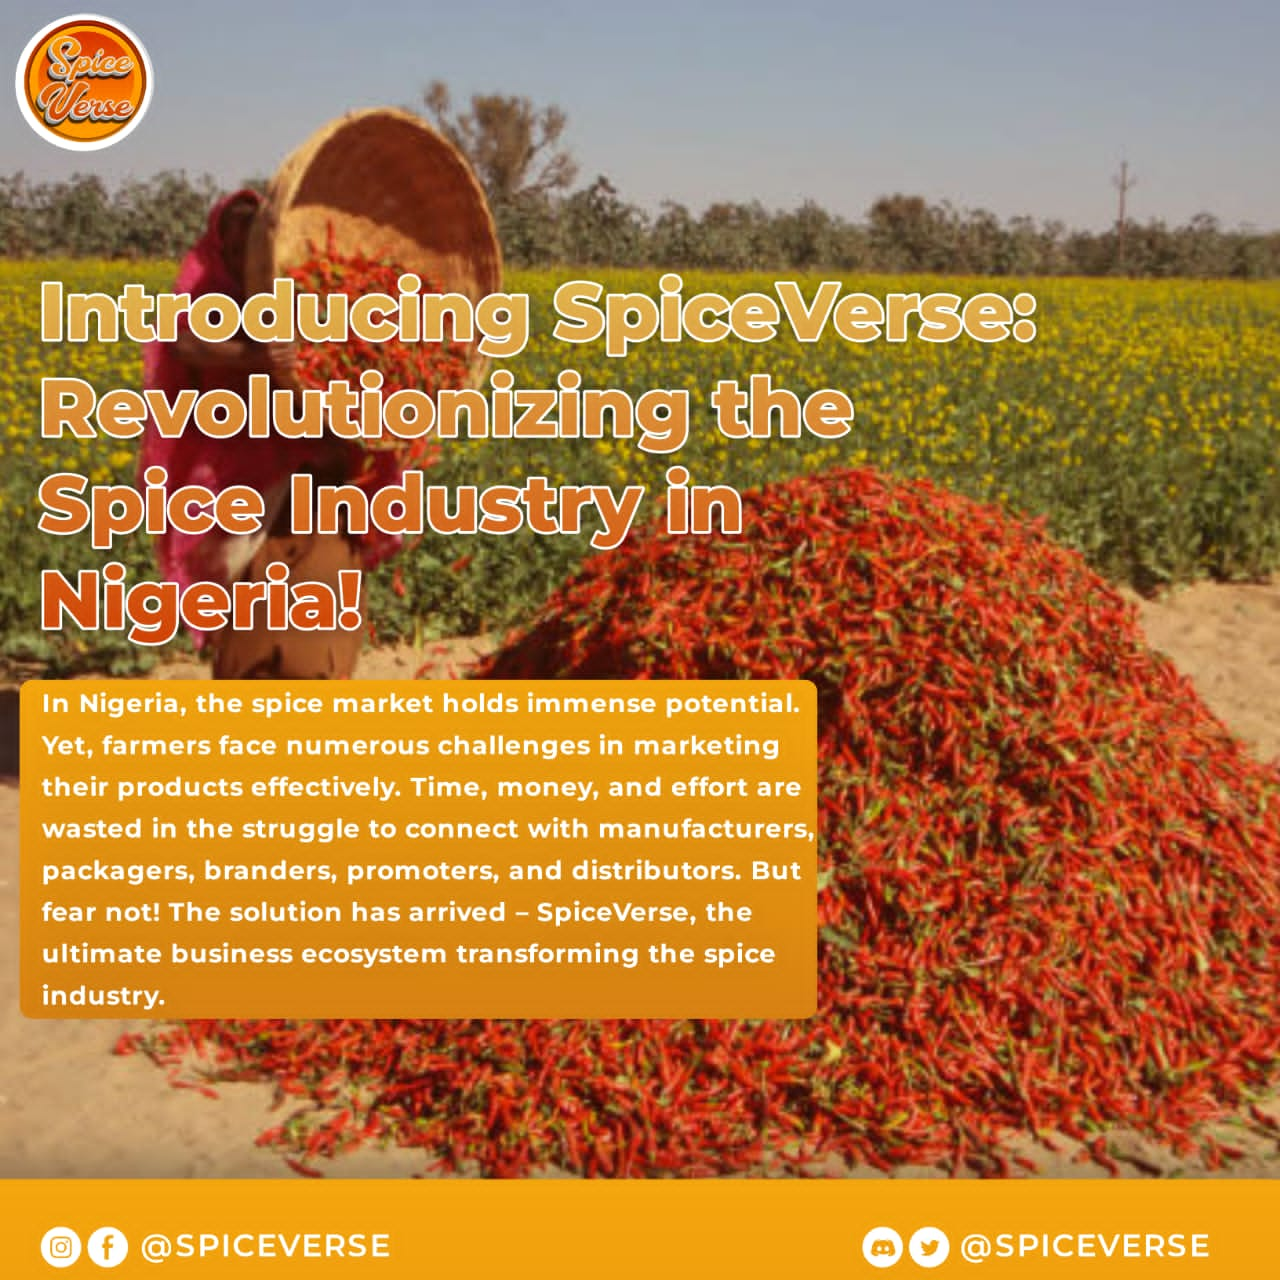 Spice
Verse
Introducing SpiceVerse:
Revolutionizing the
Spice Industry in
Nigeria!
In Nigeria, the spice market holds immense potential.
Yet, farmers face numerous challenges in marketing
their products effectively. Time, money, and effort are
wasted in the struggle to connect with manufacturers,
packagers, branders, promoters, and distributors. But
fear not! The solution has arrived – SpiceVerse, the
ultimate business ecosystem transforming the spice
industry.
@SPICEVERSE
@SPICEVERSE